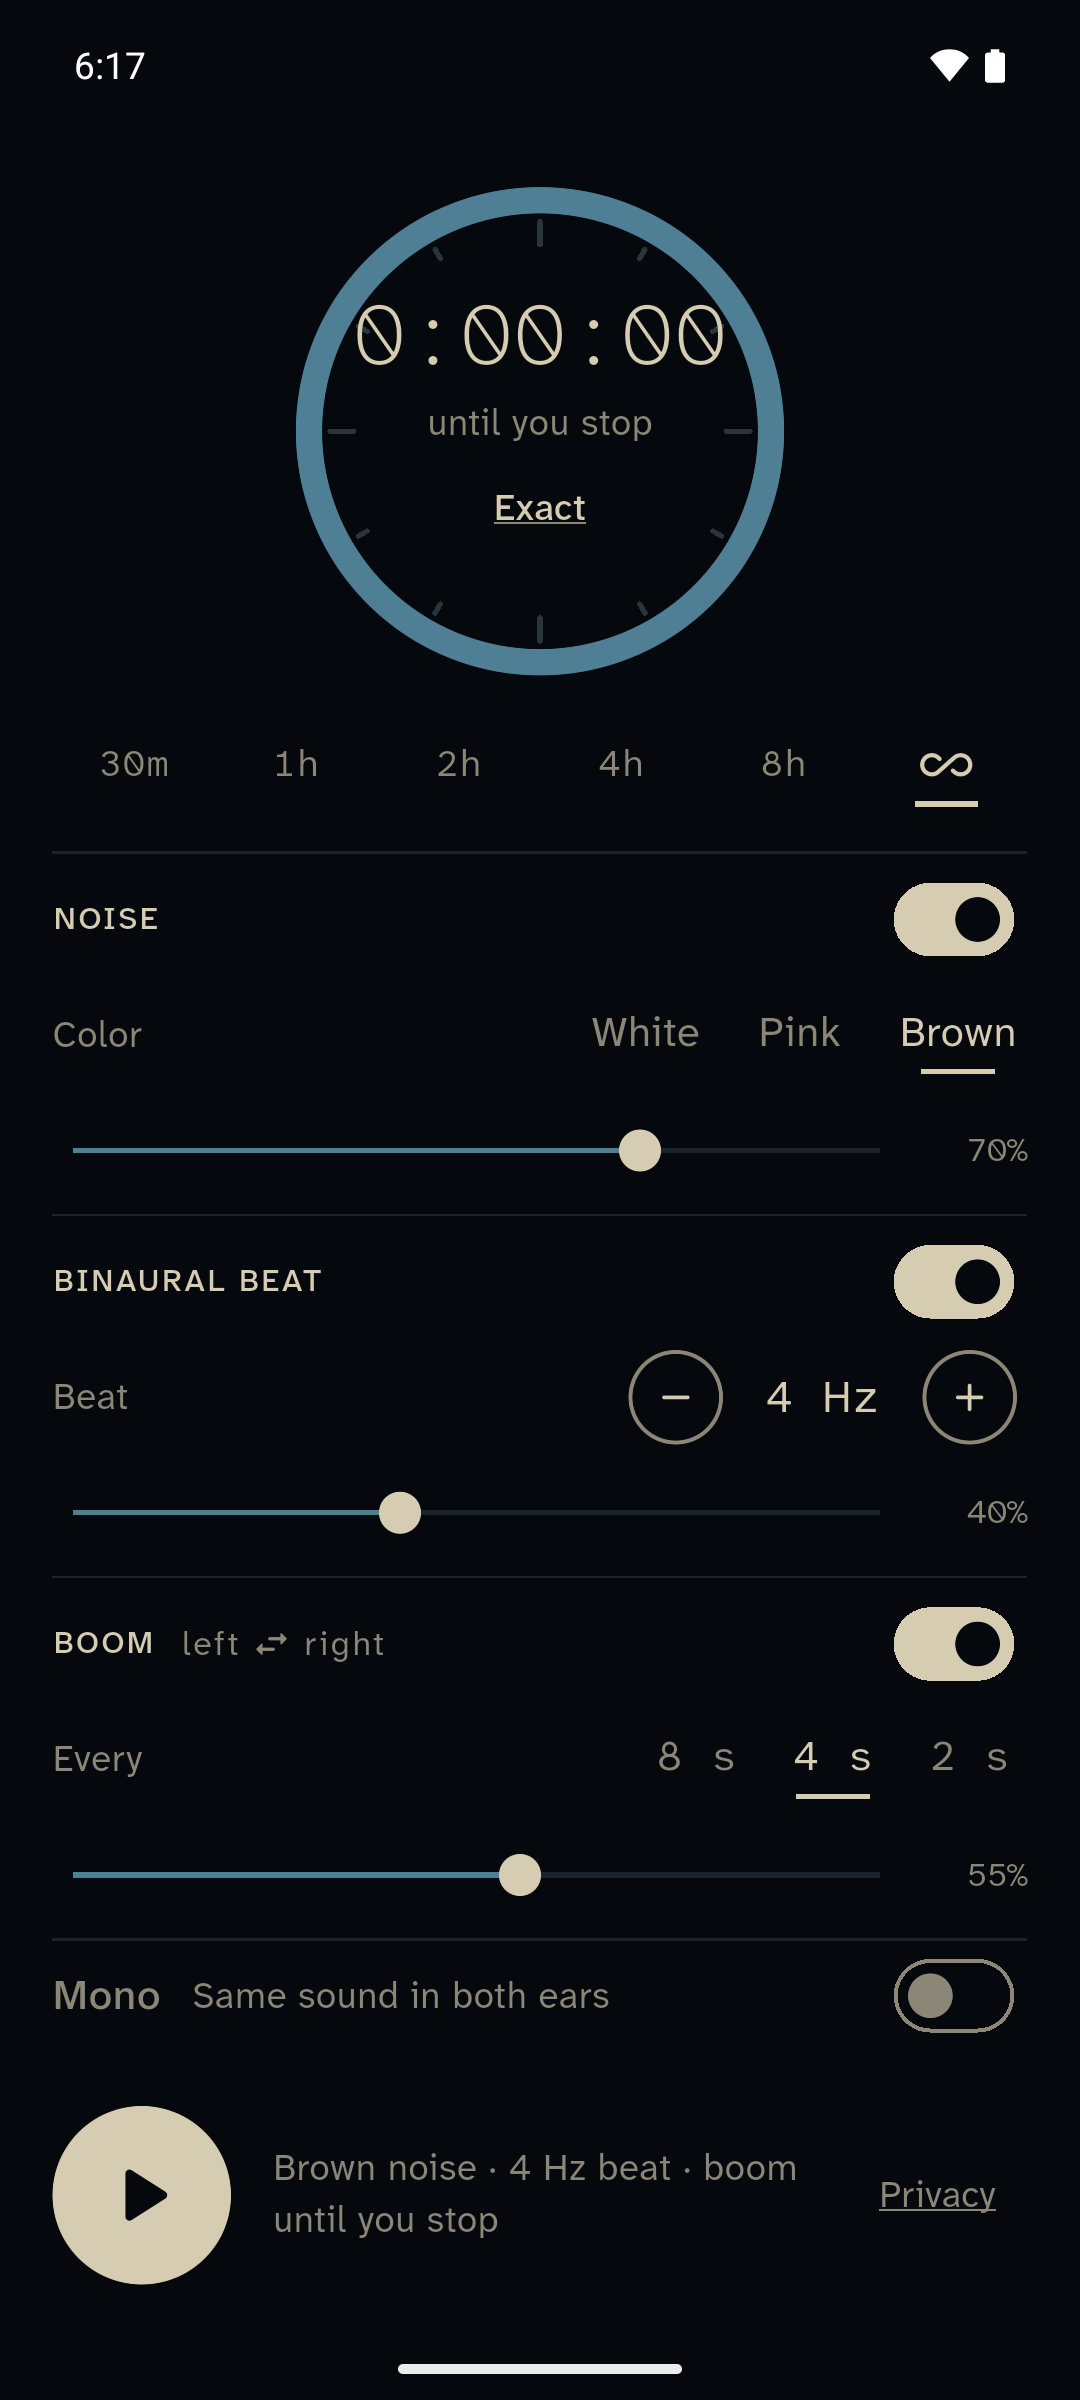 6:17
0:00:00
until you stop
Exact
30m 1h 2h 4h 8h ∞
NOISE
Color White Pink Brown
70%
BINAURAL BEAT
Beat − 4 Hz +
40%
BOOM left ⇄ right
Every 8 s 4 s 2 s
55%
Mono Same sound in both ears
Brown noise · 4 Hz beat · boom
until you stop
Privacy